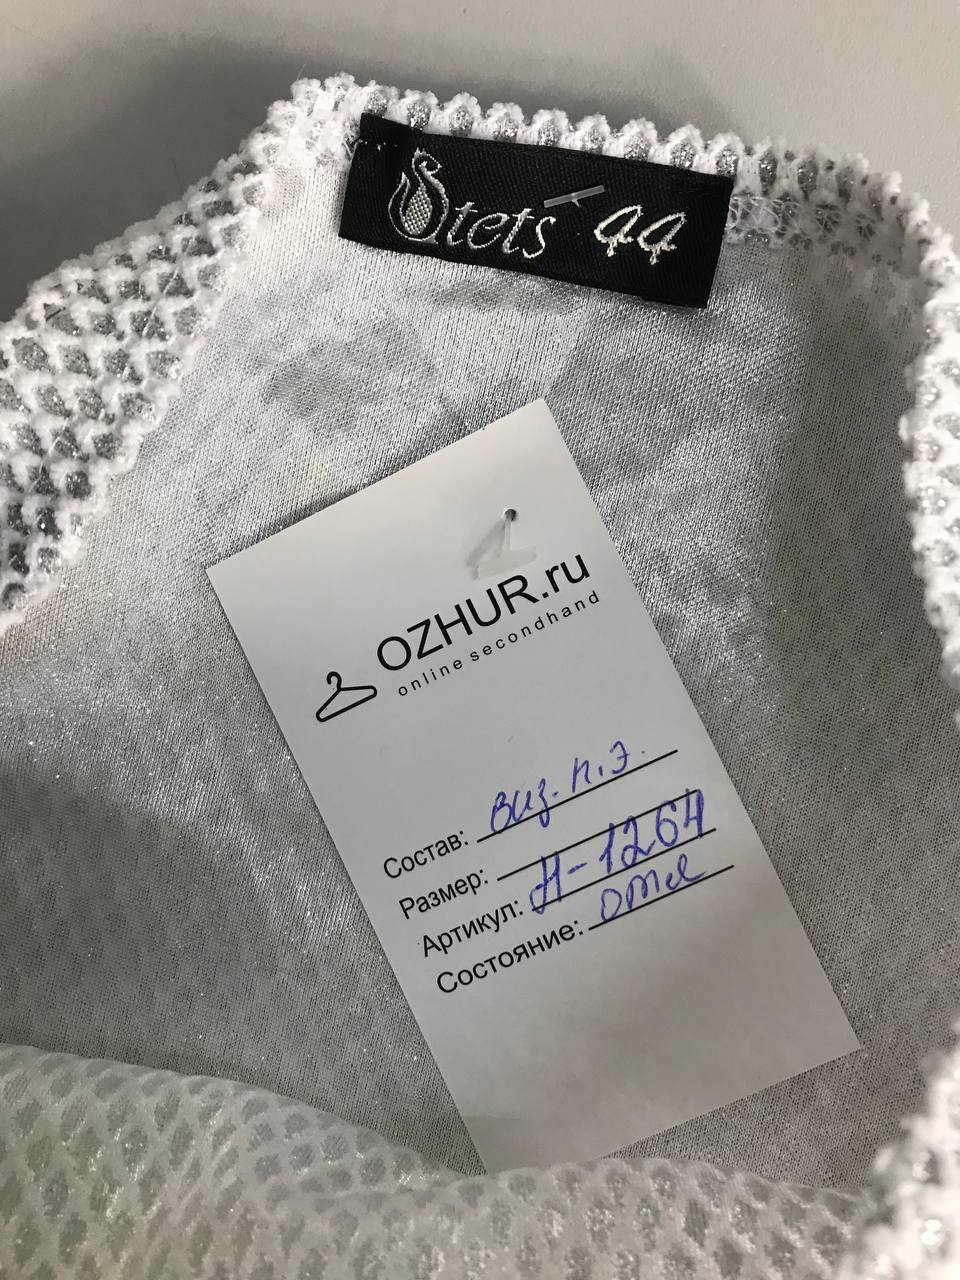 Stets 44
OZHUR.ru
online secondhand
Состав: виз. п.э.
Размер:
Артикул: Н-1264
Состояние: отл